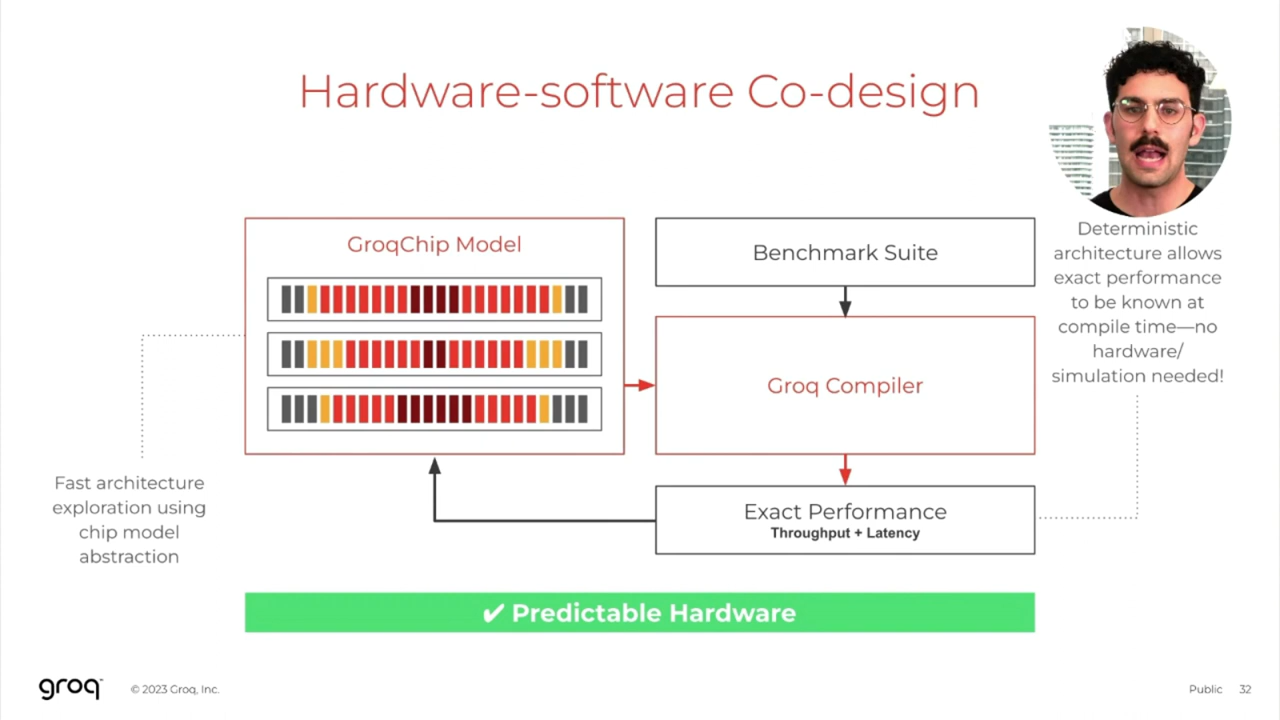 Hardware-software Co-design
GroqChip Model
Benchmark Suite
Groq Compiler
Exact Performance
Throughput + Latency
Deterministic
architecture allows
exact performance
to be known at
compile time—no
hardware/
simulation needed!
Fast architecture
exploration using
chip model
abstraction
✔ Predictable Hardware
groq™
© 2023 Groq, Inc.
Public 32